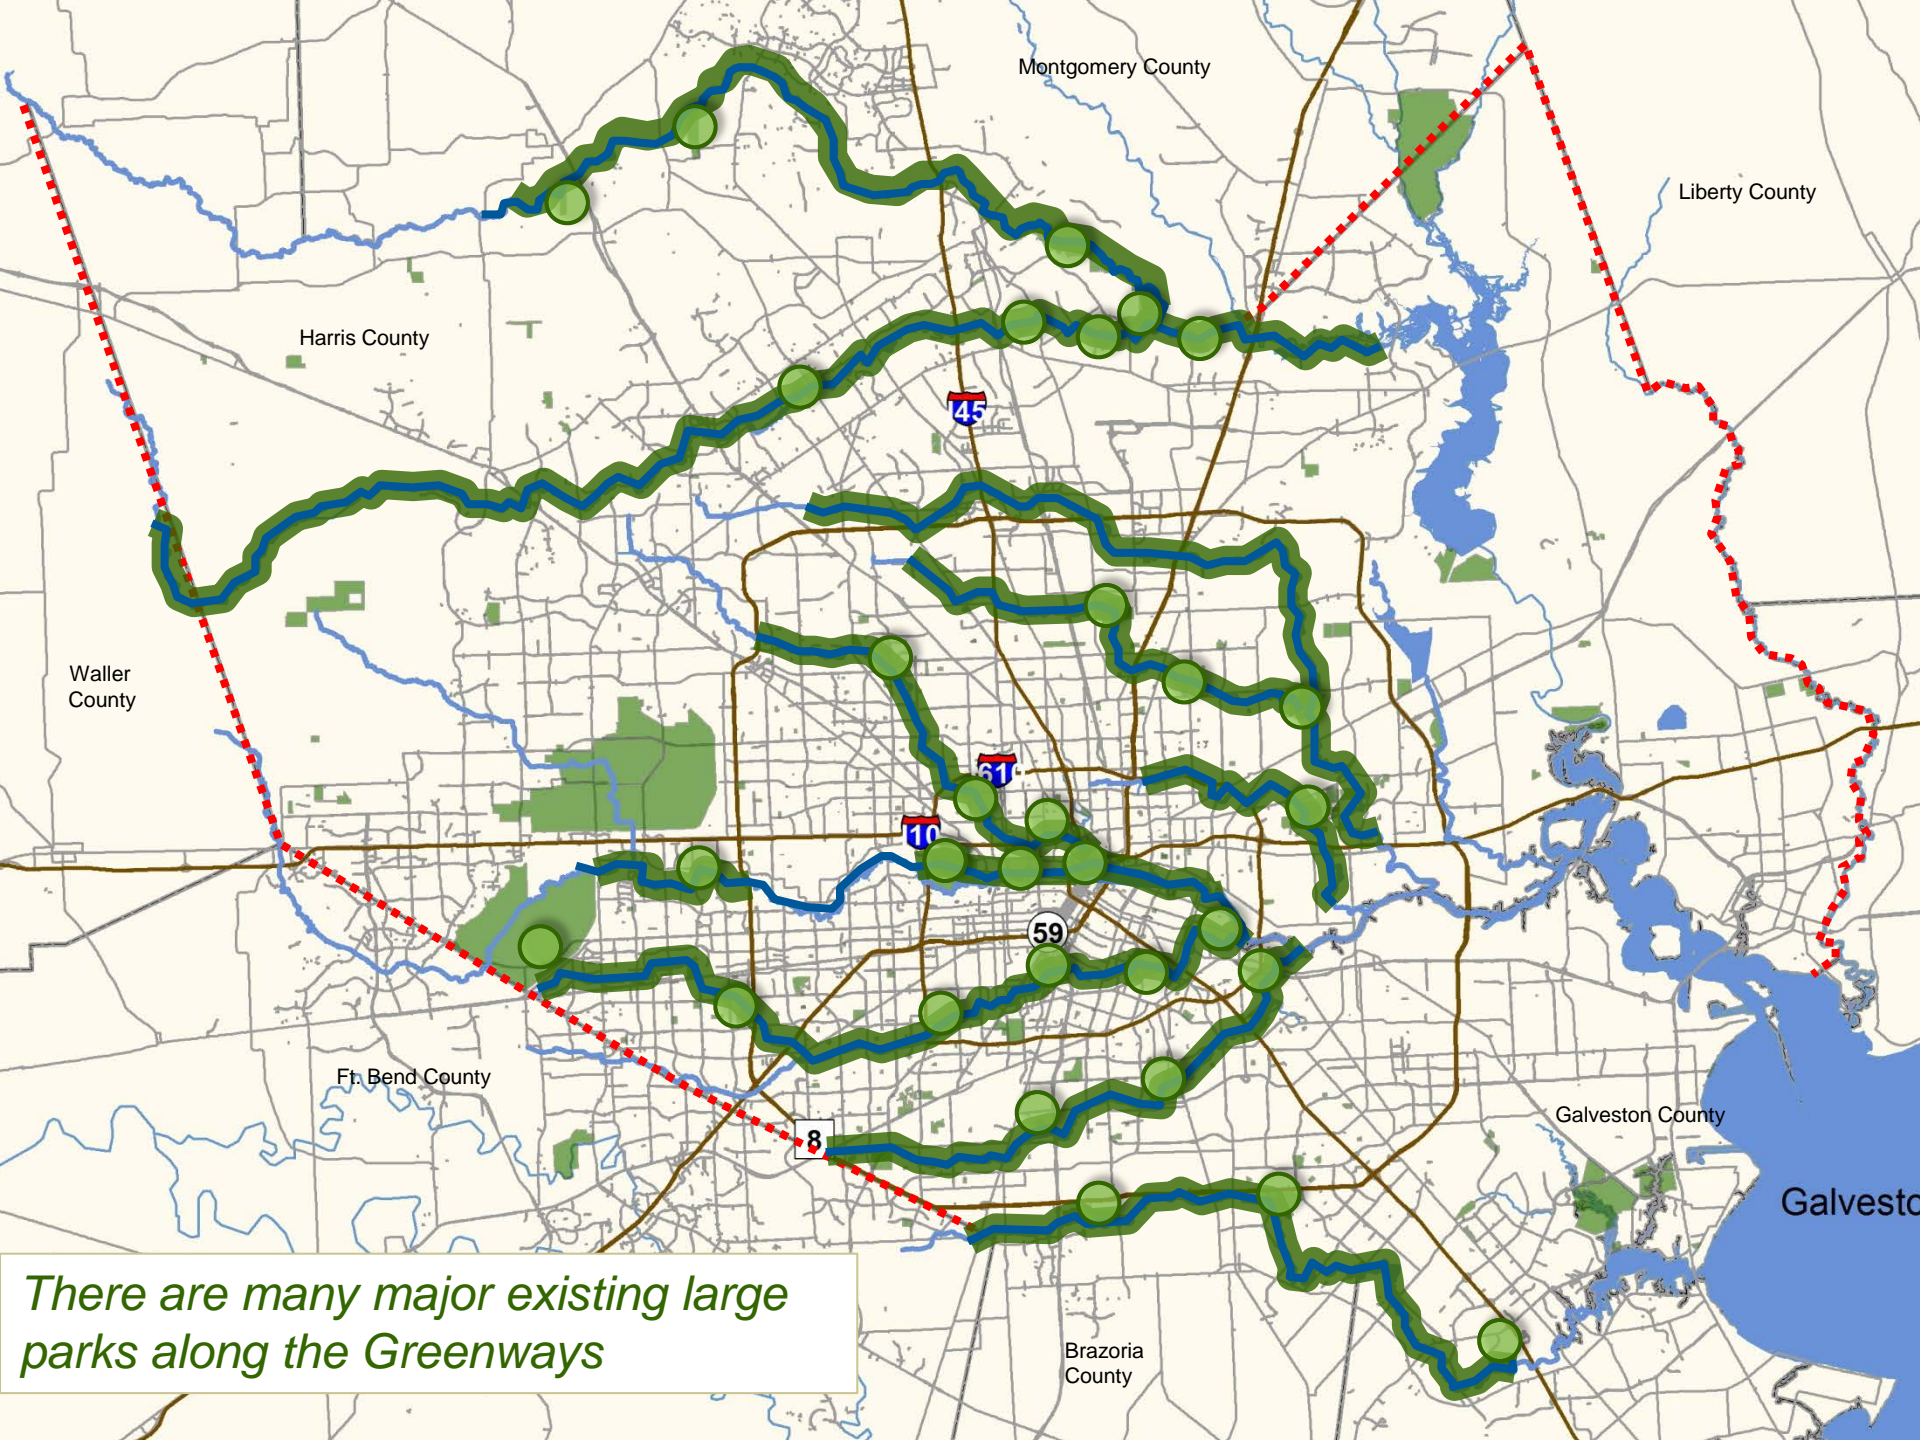 Montgomery County
Liberty County
Harris County
45
Waller
County
610
10
59
Ft. Bend County
8
Galveston County
Galvesto
There are many major existing large
parks along the Greenways
Brazoria
County